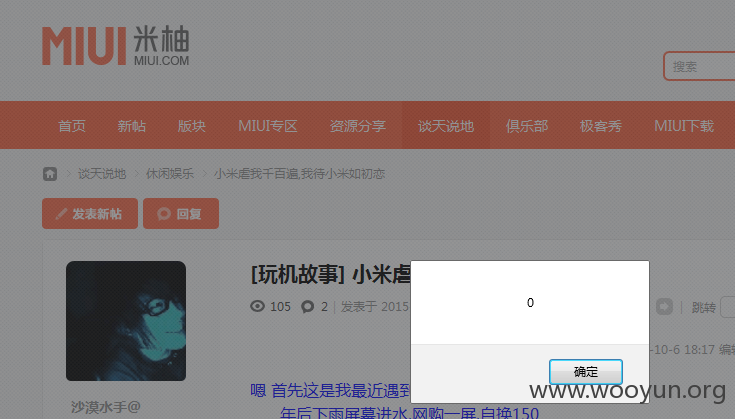 MIUI 米柚
MIUI.COM
搜索
首页 新帖 版块 MIUI专区 资源分享 谈天说地 俱乐部 极客秀 MIUI下载
谈天说地 休闲娱乐 小米虐我千百遍,我待小米如初恋
发表新帖 回复
[玩机故事] 小米虐
105 2 | 发表于 2015
| 跳转
0
-10-6 18:17 编辑
确定
沙漠水手@
嗯 首先这是我最近遇到
年后下雨屏幕进水,网购一屏,自换150
www.wooyun.org